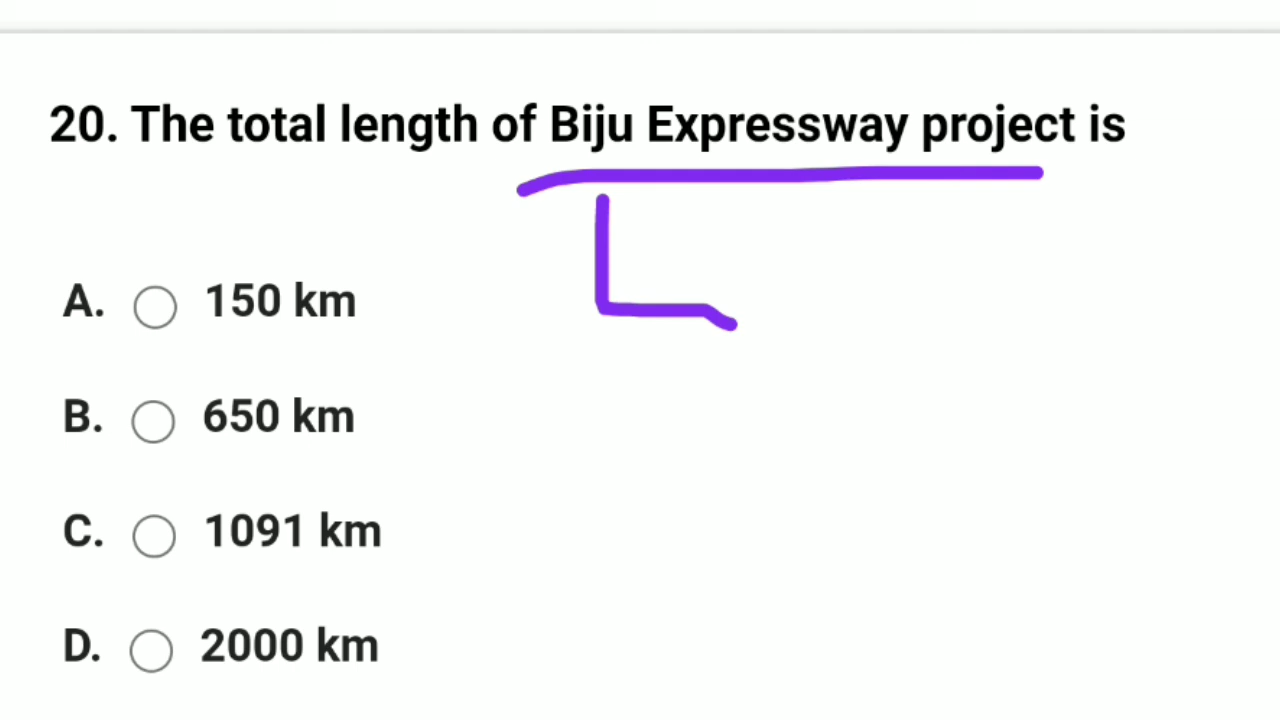 20. The total length of Biju Expressway project is
A. 150 km
B. 650 km
C. 1091 km
D. 2000 km